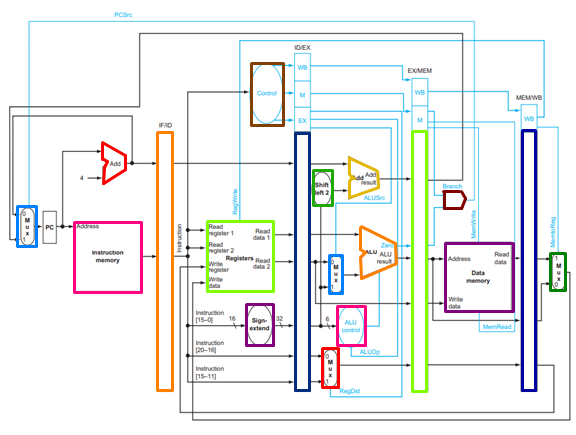 PCSrc
ID/EX
WB
EX/MEM
Control
M
WB
MEM/WB
EX
M
WB
IF/ID
Add
4
Add
Add
result
Shift
left 2
ALUSrc
Branch
RegWrite
MemWrite
MemtoReg
0
M
u
x
1
PC
Address
Instruction
memory
Instruction
Read
register 1
Read
data 1
Read
register 2
Registers
Write
register
Read
data 2
Write
data
0
M
u
x
1
Zero
ALU
ALU
result
Address
Read
data
Data
memory
Write
data
1
M
u
x
0
MemRead
Instruction
[15–0]
16
Sign-
extend
32
6
ALU
control
ALUOp
Instruction
[20–16]
Instruction
[15–11]
0
M
u
x
1
RegDst